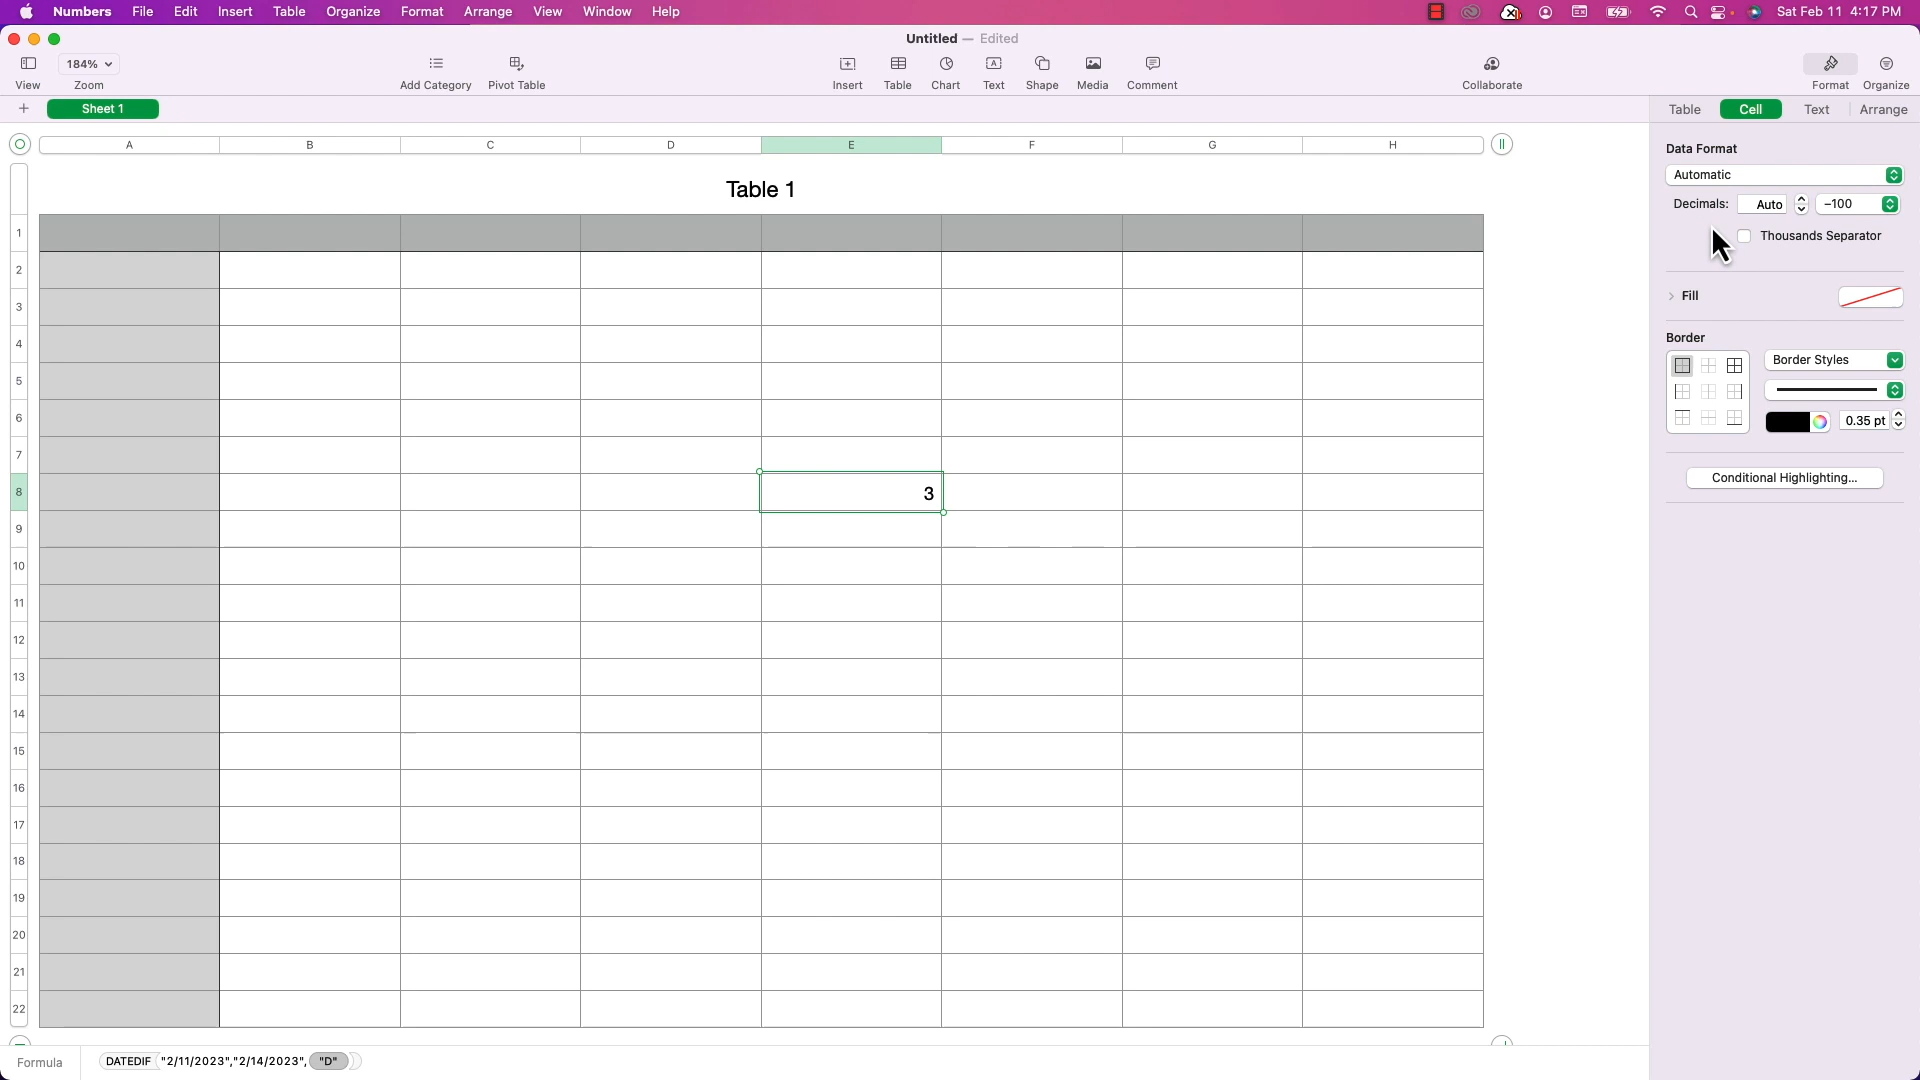 Numbers File Edit Insert Table Organize Format Arrange View Window Help Sat Feb 11 4:17 PM
Untitled — Edited
184%
View Zoom Add Category Pivot Table Insert Table Chart Text Shape Media Comment Collaborate Format Organize
Sheet 1 Table Cell Text Arrange
A B C D E F G H
Table 1
1
2
3
4
5
6
7
8 3
9
10
11
12
13
14
15
16
17
18
19
20
21
22
Data Format
Automatic
Decimals: Auto –100
Thousands Separator
Fill
Border
Border Styles
0.35 pt
Conditional Highlighting...
Formula DATEDIF "2/11/2023","2/14/2023", "D"